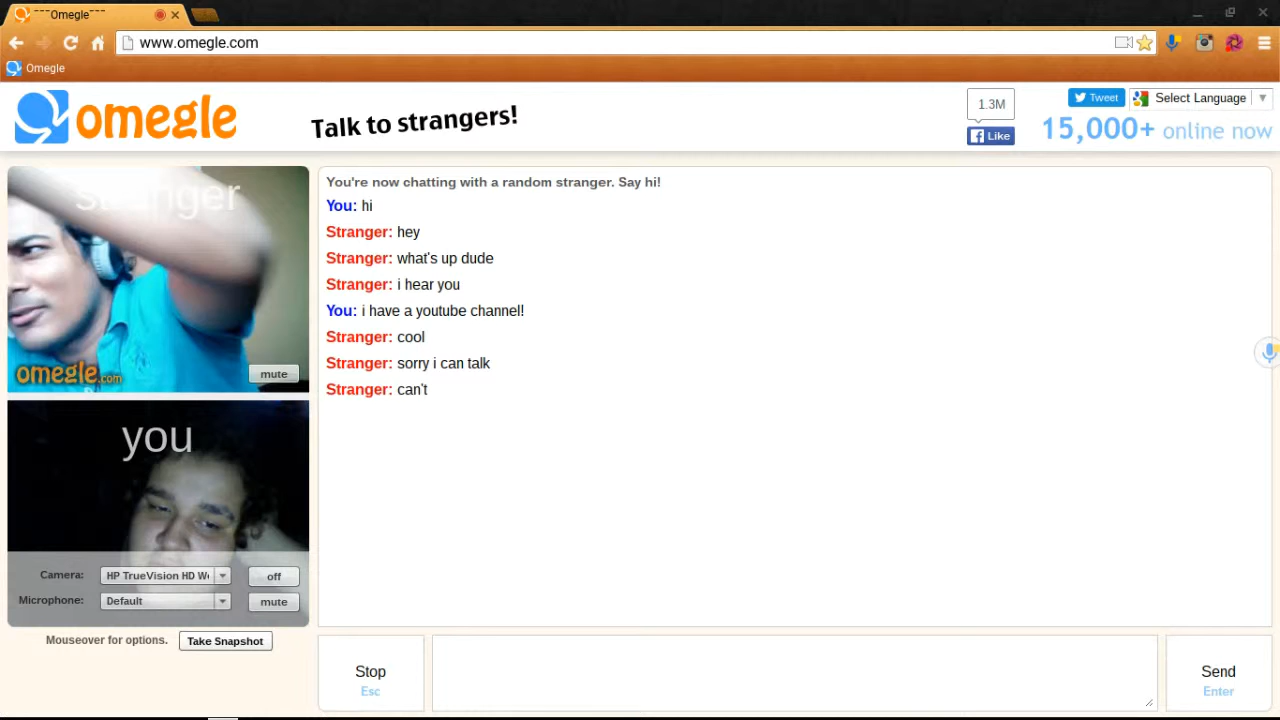 ---Omegle---
www.omegle.com
Omegle
omegle
Talk to strangers!
1.3M
Like
Tweet
Select Language
15,000+ online now
stranger
omegle.com
mute
You're now chatting with a random stranger. Say hi!
You: hi
Stranger: hey
Stranger: what's up dude
Stranger: i hear you
You: i have a youtube channel!
Stranger: cool
Stranger: sorry i can talk
Stranger: can't
you
Camera: HP TrueVision HD We off
Microphone: Default mute
Mouseover for options. Take Snapshot
Stop
Esc
Send
Enter